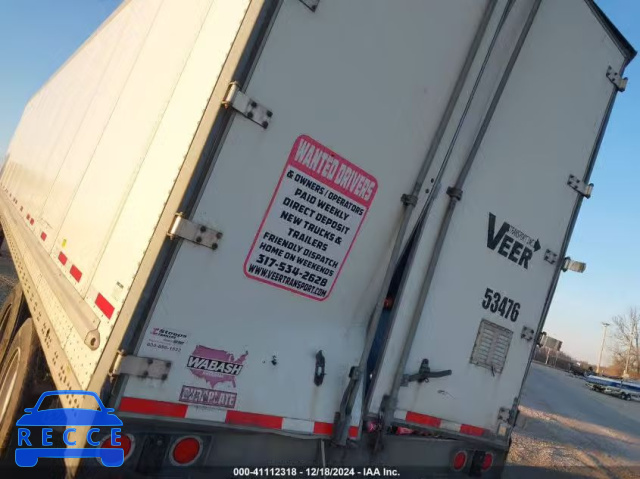 WANTED DRIVERS
& OWNERS / OPERATORS
PAID WEEKLY
DIRECT DEPOSIT
NEW TRUCKS &
TRAILERS
FRIENDLY DISPATCH
HOME ON WEEKENDS
317-534-2628
WWW.VEERTRANSPORT.COM
VEER
53476
Stoops
WABASH
DURAPLATE
RECCE
000-41112318 - 12/18/2024 - IAA Inc.